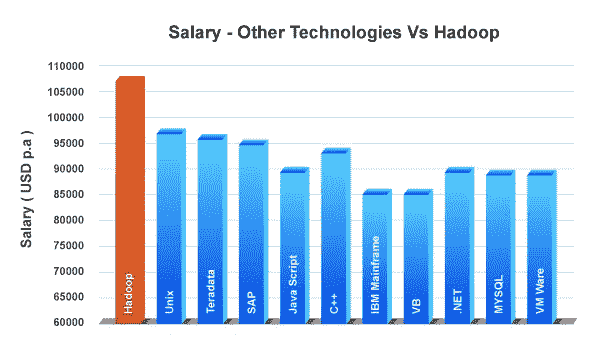 Salary - Other Technologies Vs Hadoop
Salary ( USD p.a )
110000
105000
100000
95000
90000
85000
80000
75000
70000
65000
60000
Hadoop
Unix
Teradata
SAP
Java Script
C++
IBM Mainframe
VB
.NET
MYSQL
VM Ware